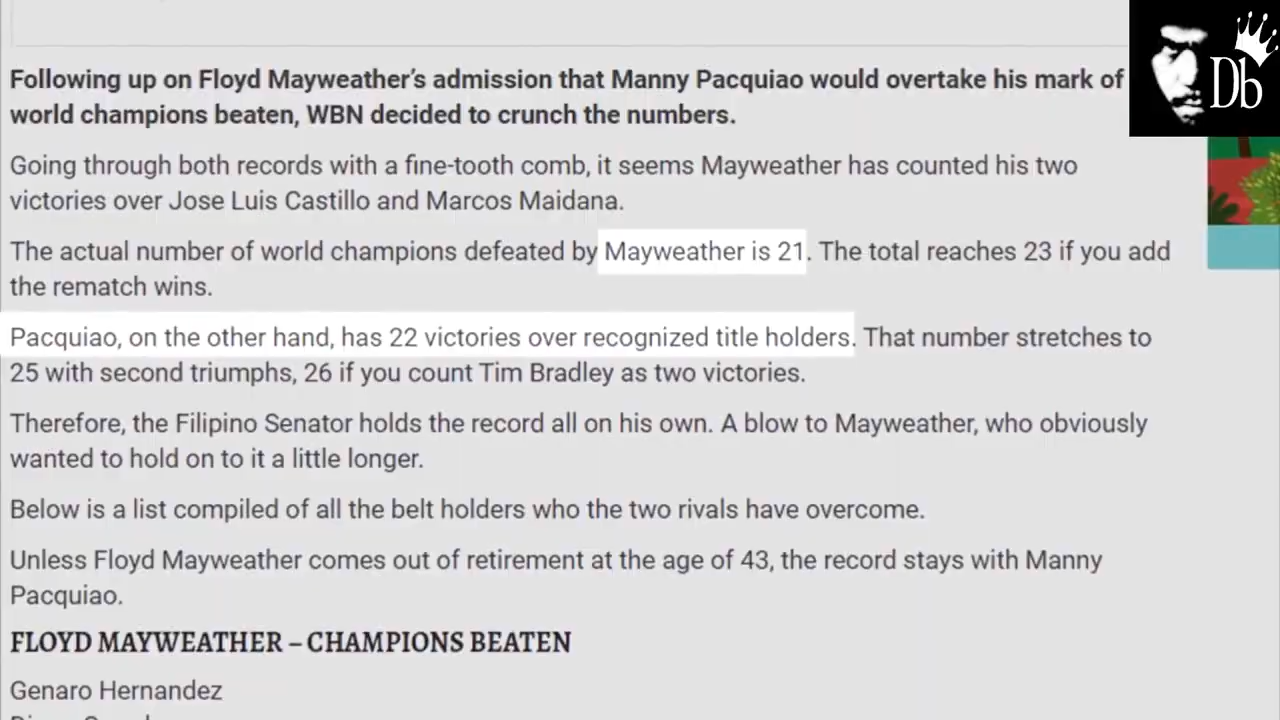 Following up on Floyd Mayweather’s admission that Manny Pacquiao would overtake his mark of
world champions beaten, WBN decided to crunch the numbers.
Going through both records with a fine-tooth comb, it seems Mayweather has counted his two
victories over Jose Luis Castillo and Marcos Maidana.
The actual number of world champions defeated by Mayweather is 21. The total reaches 23 if you add
the rematch wins.
Pacquiao, on the other hand, has 22 victories over recognized title holders. That number stretches to
25 with second triumphs, 26 if you count Tim Bradley as two victories.
Therefore, the Filipino Senator holds the record all on his own. A blow to Mayweather, who obviously
wanted to hold on to it a little longer.
Below is a list compiled of all the belt holders who the two rivals have overcome.
Unless Floyd Mayweather comes out of retirement at the age of 43, the record stays with Manny
Pacquiao.
FLOYD MAYWEATHER – CHAMPIONS BEATEN
Genaro Hernandez
Db